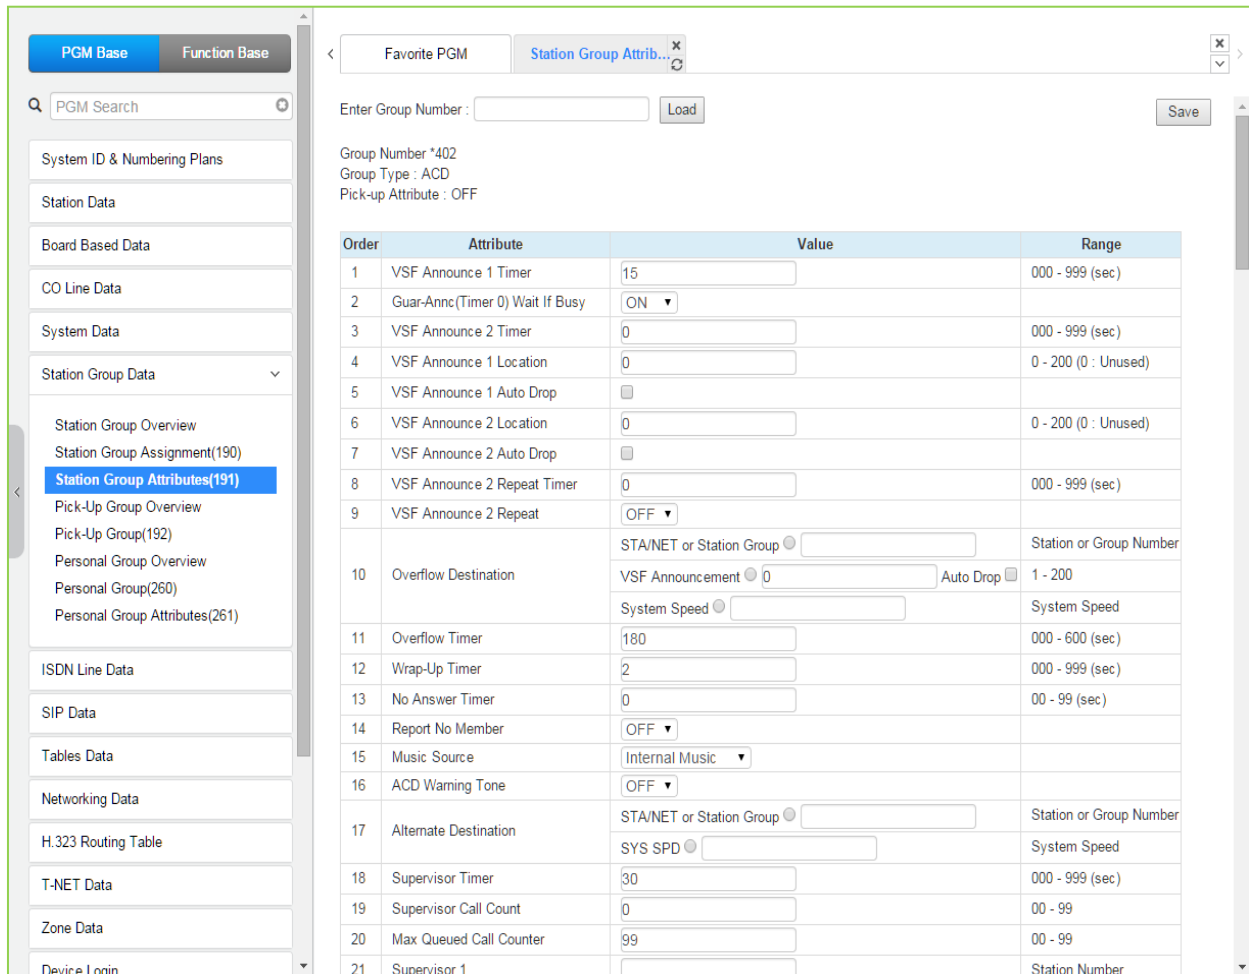 PGM Base Function Base
PGM Search
System ID & Numbering Plans
Station Data
Board Based Data
CO Line Data
System Data
Station Group Data
Station Group Overview
Station Group Assignment(190)
Station Group Attributes(191)
Pick-Up Group Overview
Pick-Up Group(192)
Personal Group Overview
Personal Group(260)
Personal Group Attributes(261)
ISDN Line Data
SIP Data
Tables Data
Networking Data
H.323 Routing Table
T-NET Data
Zone Data
Device Login
Favorite PGM Station Group Attrib...
Enter Group Number : Load Save
Group Number *402
Group Type : ACD
Pick-up Attribute : OFF
Order Attribute Value Range
1 VSF Announce 1 Timer 15 000 - 999 (sec)
2 Guar-Annc(Timer 0) Wait If Busy ON
3 VSF Announce 2 Timer 0 000 - 999 (sec)
4 VSF Announce 1 Location 0 0 - 200 (0 : Unused)
5 VSF Announce 1 Auto Drop
6 VSF Announce 2 Location 0 0 - 200 (0 : Unused)
7 VSF Announce 2 Auto Drop
8 VSF Announce 2 Repeat Timer 0 000 - 999 (sec)
9 VSF Announce 2 Repeat OFF
10 Overflow Destination
STA/NET or Station Group Station or Group Number
VSF Announcement 0 Auto Drop 1 - 200
System Speed System Speed
11 Overflow Timer 180 000 - 600 (sec)
12 Wrap-Up Timer 2 000 - 999 (sec)
13 No Answer Timer 0 00 - 99 (sec)
14 Report No Member OFF
15 Music Source Internal Music
16 ACD Warning Tone OFF
17 Alternate Destination
STA/NET or Station Group Station or Group Number
SYS SPD System Speed
18 Supervisor Timer 30 000 - 999 (sec)
19 Supervisor Call Count 0 00 - 99
20 Max Queued Call Counter 99 00 - 99
21 Supervisor 1 Station Number